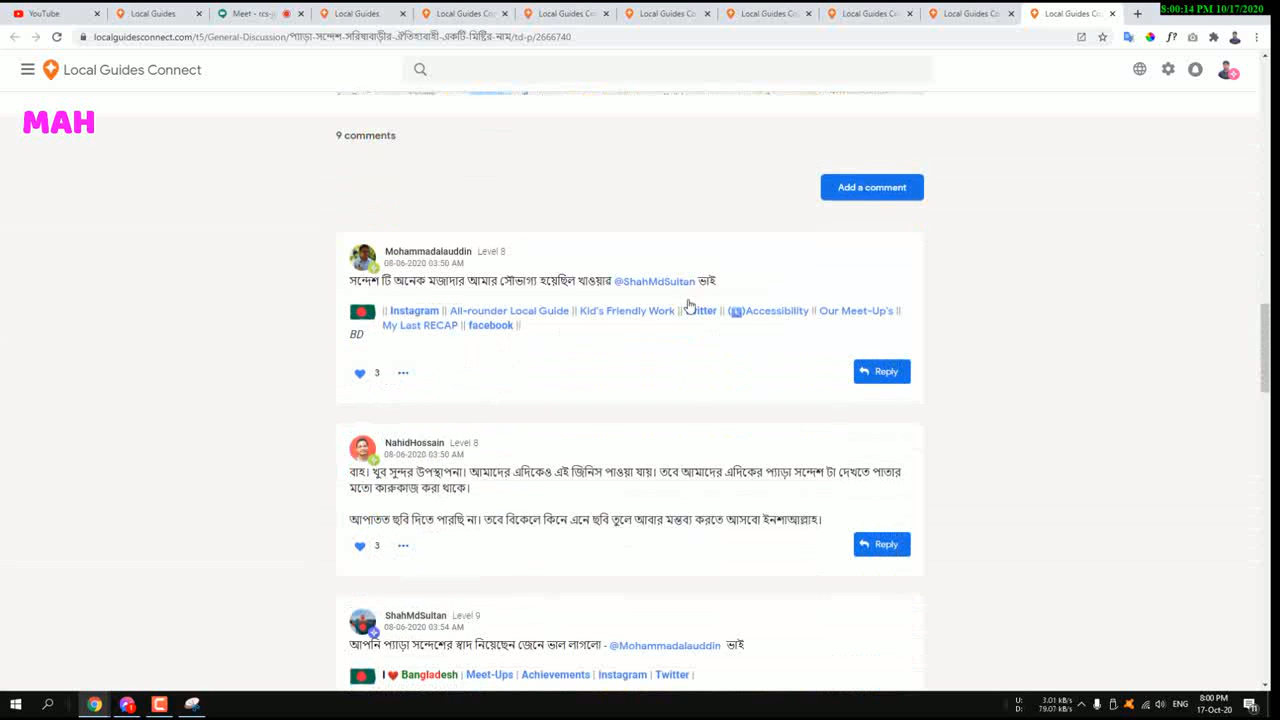 8:00:14 PM 10/17/2020
YouTube
Local Guides
Meet - rcs-j
Local Guides
Local Guides Co
Local Guides Con
Local Guides Co
Local Guides Co
Local Guides Co
Local Guides Co
Local Guides Co
localguidesconnect.com/t5/General-Discussion/প্যাড়া-সন্দেশ-সরিষাবাড়ীর-ঐতিহ্যবাহী-একটি-মিষ্টির-নাম/td-p/2666740
Local Guides Connect
MAH
9 comments
Add a comment
Mohammadalauddin Level 8
08-06-2020 03:50 AM
সন্দেশ টি অনেক মজাদার আমার সৌভাগ্য হয়েছিল খাওয়ার @ShahMdSultan ভাই
|| Instagram || All-rounder Local Guide || Kid's Friendly Work || itter || Accessibility || Our Meet-Up's ||
My Last RECAP || facebook ||
BD
3
Reply
NahidHossain Level 8
08-06-2020 03:50 AM
বাহ। খুব সুন্দর উপস্থাপনা। আমাদের এদিকেও এই জিনিস পাওয়া যায়। তবে আমাদের এদিকের প্যাড়া সন্দেশ টা দেখতে পাতার
মতো কারুকাজ করা থাকে।
আপাতত ছবি দিতে পারছি না। তবে বিকেলে কিনে এনে ছবি তুলে আবার মন্তব্য করতে আসবো ইনশাআল্লাহ।
3
Reply
ShahMdSultan Level 9
08-06-2020 03:54 AM
আপনি প্যাড়া সন্দেশের স্বাদ নিয়েছেন জেনে ভাল লাগলো - @Mohammadalauddin ভাই
I ❤ Bangladesh | Meet-Ups | Achievements | Instagram | Twitter |
U: 3.01 kB/s
D: 79.07 kB/s
ENG
8:00 PM
17-Oct-20